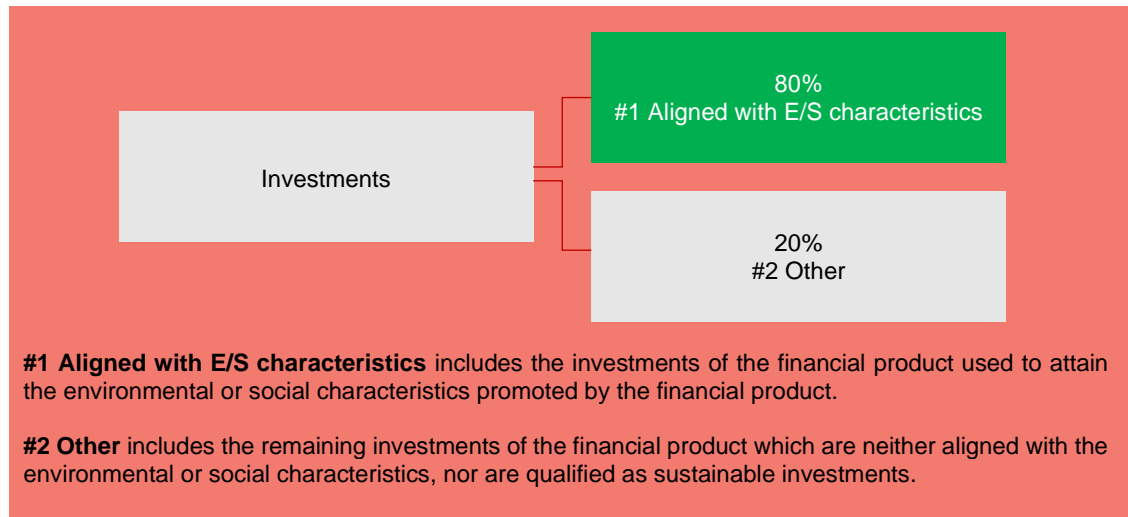 80%
#1 Aligned with E/S characteristics
Investments
20%
#2 Other
#1 Aligned with E/S characteristics includes the investments of the financial product used to attain
the environmental or social characteristics promoted by the financial product.
#2 Other includes the remaining investments of the financial product which are neither aligned with the
environmental or social characteristics, nor are qualified as sustainable investments.